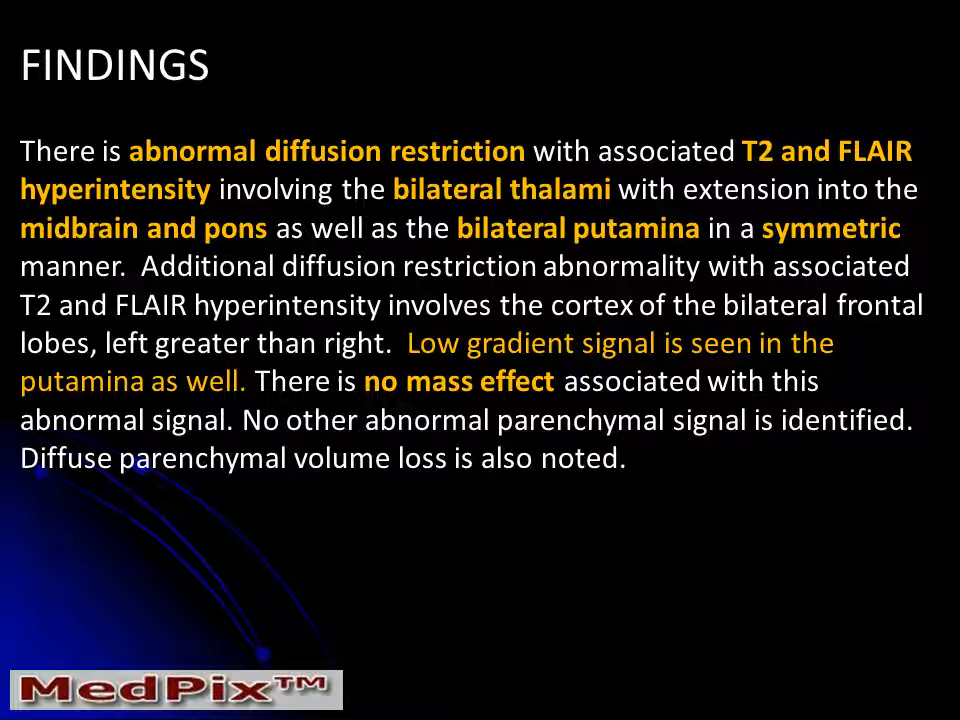 FINDINGS
There is abnormal diffusion restriction with associated T2 and FLAIR
hyperintensity involving the bilateral thalami with extension into the
midbrain and pons as well as the bilateral putamina in a symmetric
manner.  Additional diffusion restriction abnormality with associated
T2 and FLAIR hyperintensity involves the cortex of the bilateral frontal
lobes, left greater than right.  Low gradient signal is seen in the
putamina as well. There is no mass effect associated with this
abnormal signal. No other abnormal parenchymal signal is identified.
Diffuse parenchymal volume loss is also noted.
MedPix™